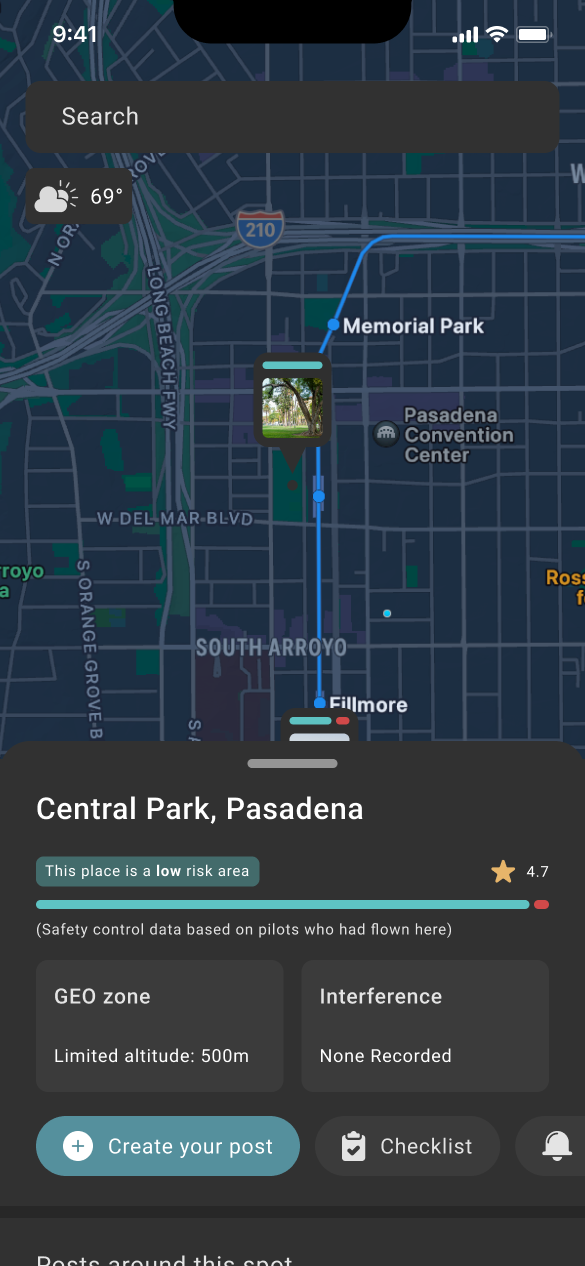 9:41
Search
69°
N OR
ROV
W
210
LONG BEACH FWY
Memorial Park
Pasadena
Convention
Center
W DEL MAR BLVD
rroyo
a
Ros
f
S ORANGE-GROVE B
SOUTH ARROYO
Fillmore
S A
Central Park, Pasadena
This place is a low risk area
4.7
(Safety control data based on pilots who had flown here)
GEO zone
Interference
Limited altitude: 500m
None Recorded
Create your post
Checklist
Posts around this spot